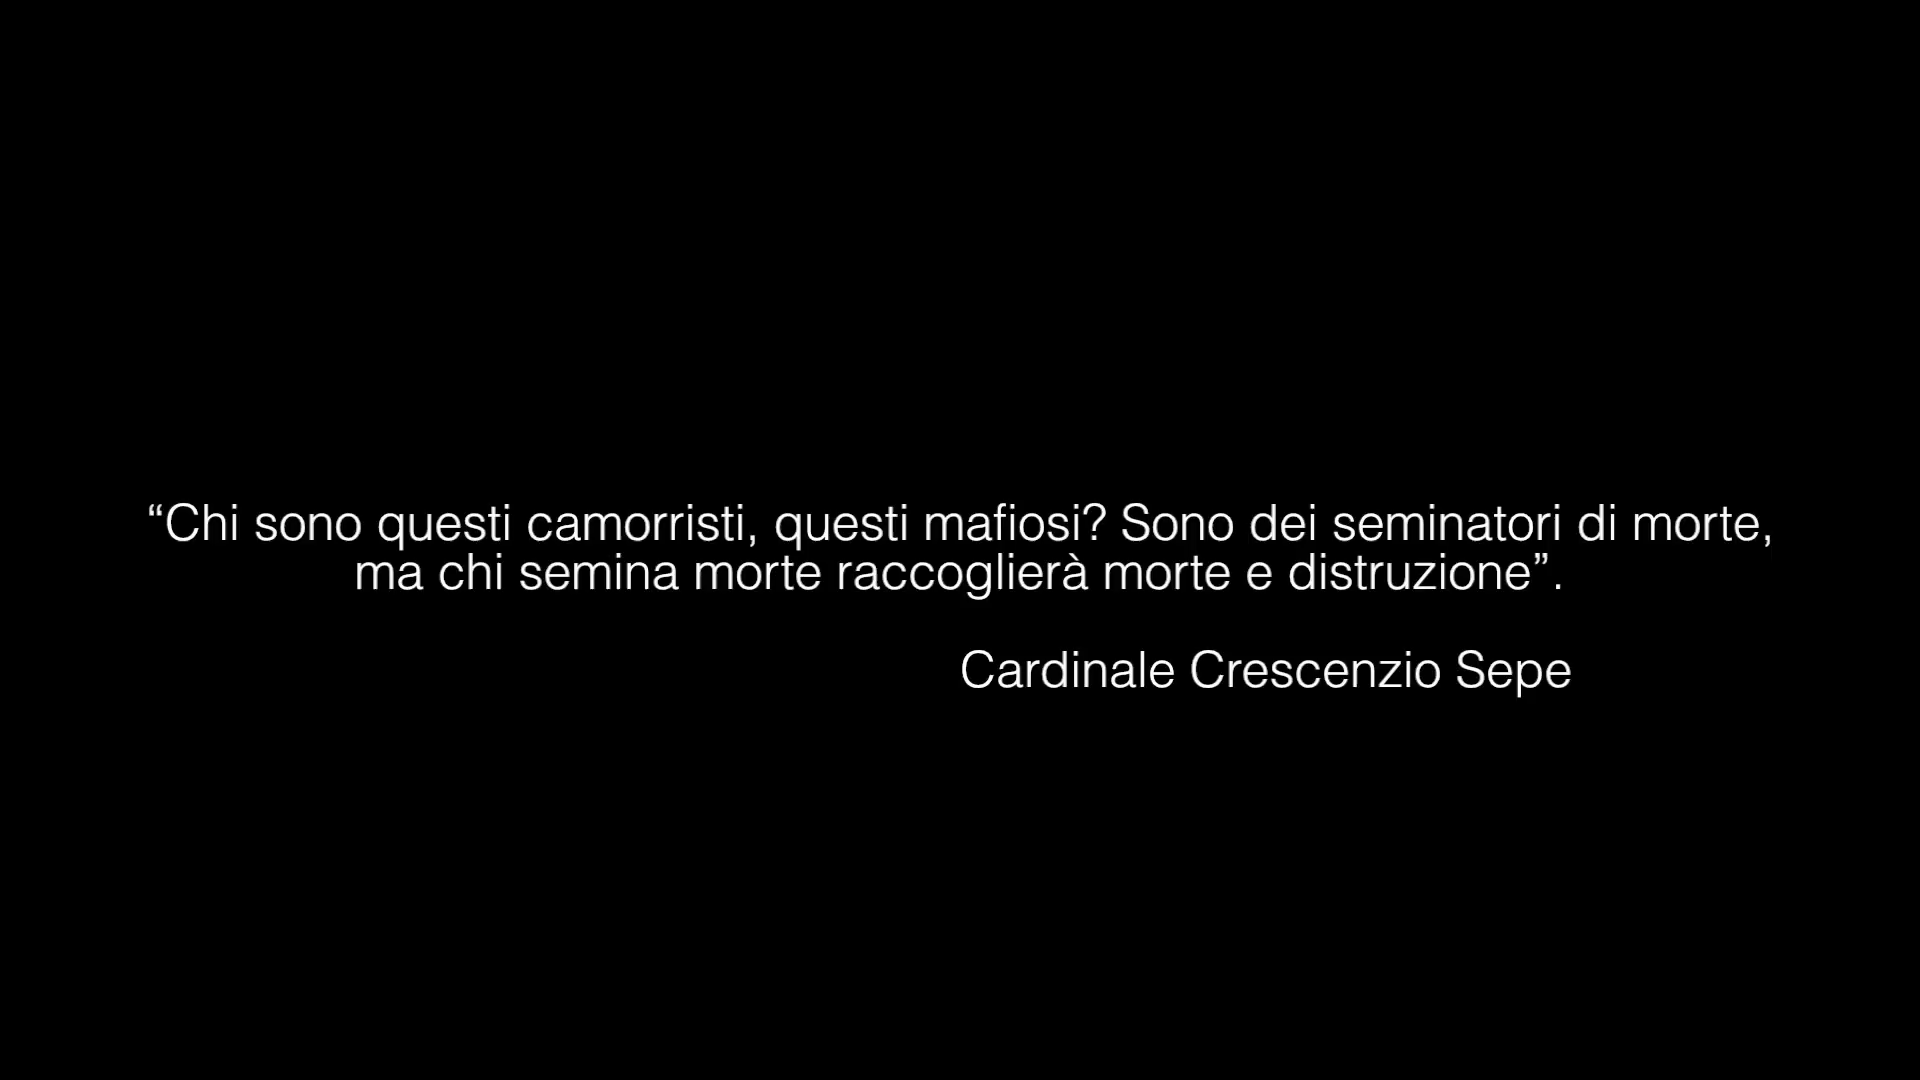 “Chi sono questi camorristi, questi mafiosi? Sono dei seminatori di morte,
ma chi semina morte raccoglierà morte e distruzione”.
Cardinale Crescenzio Sepe